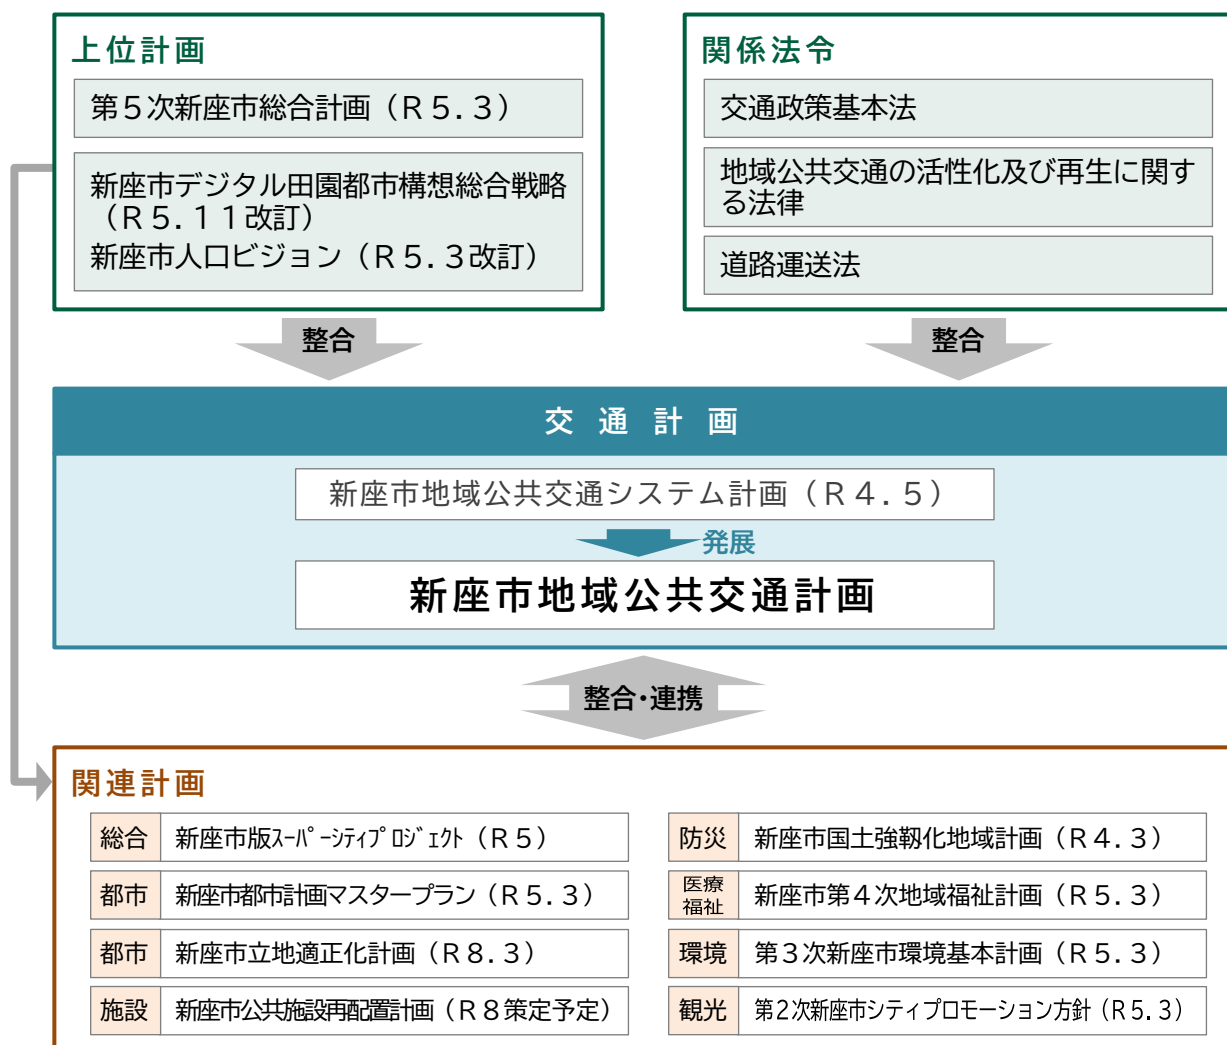 上位計画
第５次新座市総合計画（Ｒ５.３）
新座市デジタル田園都市構想総合戦略
（Ｒ５.１１改訂）
新座市人口ビジョン（Ｒ５.３改訂）
関係法令
交通政策基本法
地域公共交通の活性化及び再生に関す
る法律
道路運送法
整合
整合
交通計画
新座市地域公共交通システム計画（Ｒ４.５）
発展
新座市地域公共交通計画
整合・連携
関連計画
総合 新座市版ｽｰﾊﾟｰｼﾃｨﾌﾟﾛｼﾞｪｸﾄ（Ｒ５）
都市 新座市都市計画マスタープラン（Ｒ５.３）
都市 新座市立地適正化計画（Ｒ８.３）
施設 新座市公共施設再配置計画（Ｒ８策定予定）
防災 新座市国土強靱化地域計画（Ｒ４.３）
医療
福祉 新座市第４次地域福祉計画（Ｒ５.３）
環境 第３次新座市環境基本計画（Ｒ５.３）
観光 第２次新座市シティプロモーション方針（Ｒ５.３）